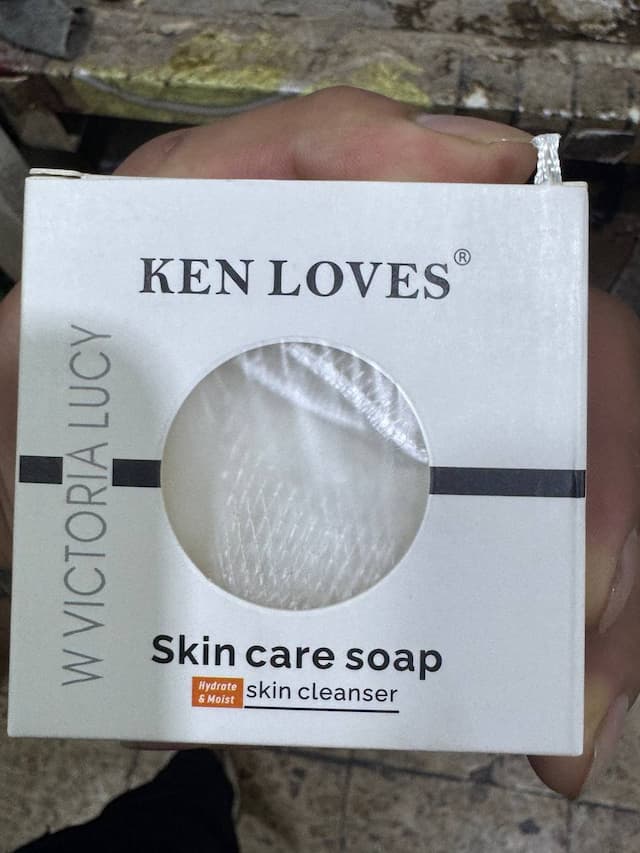 KEN LOVES®
W VICTORIA LUCY
Skin care soap
Hydrate
& Moist
skin cleanser